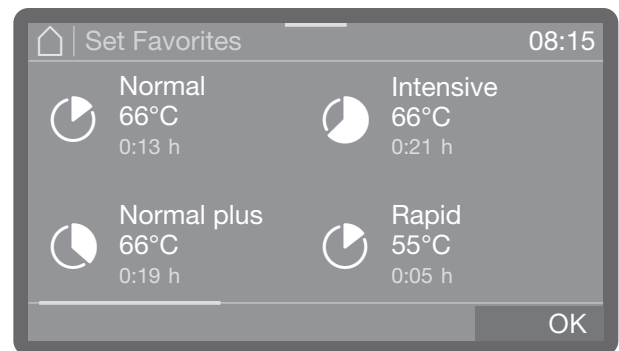 Set Favorites 08:15
Normal
66°C
0:13 h
Intensive
66°C
0:21 h
Normal plus
66°C
0:19 h
Rapid
55°C
0:05 h
OK